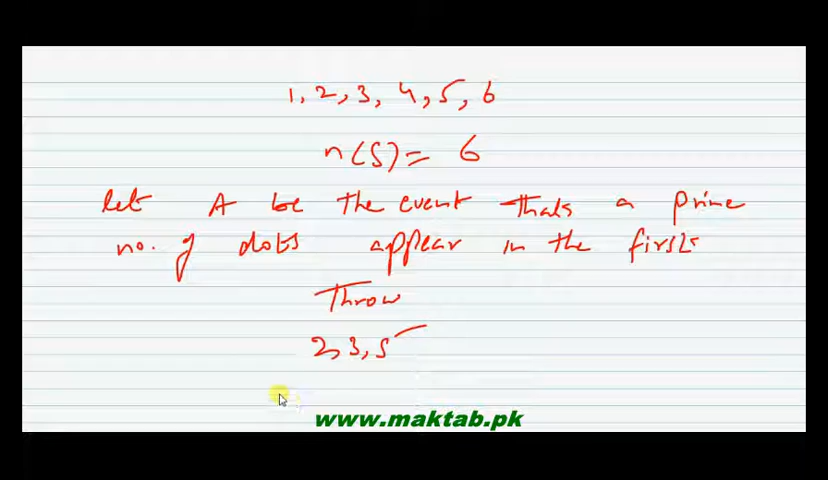 1, 2, 3, 4, 5, 6
n(S) = 6
let A be the event thats a prime
no. of dots appear in the first
Throw
2, 3, 5
www.maktab.pk